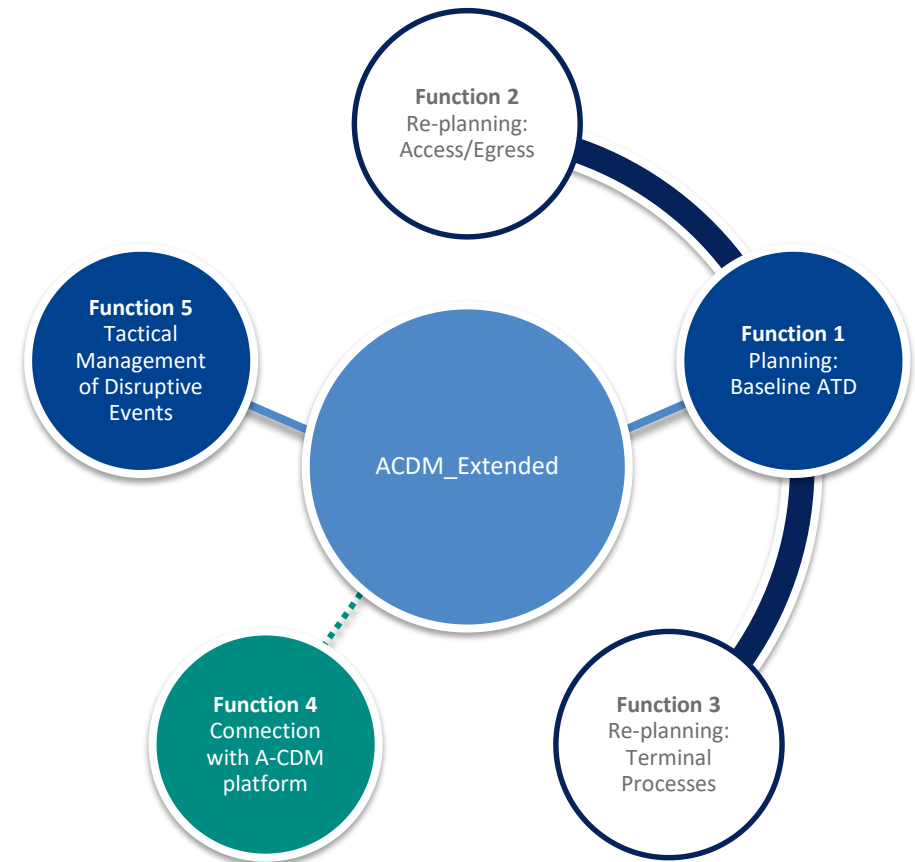 Function 2
Re-planning:
Access/Egress
Function 5
Tactical
Management
of Disruptive
Events
Function 1
Planning:
Baseline ATD
ACDM_Extended
Function 4
Connection
with A-CDM
platform
Function 3
Re-planning:
Terminal
Processes